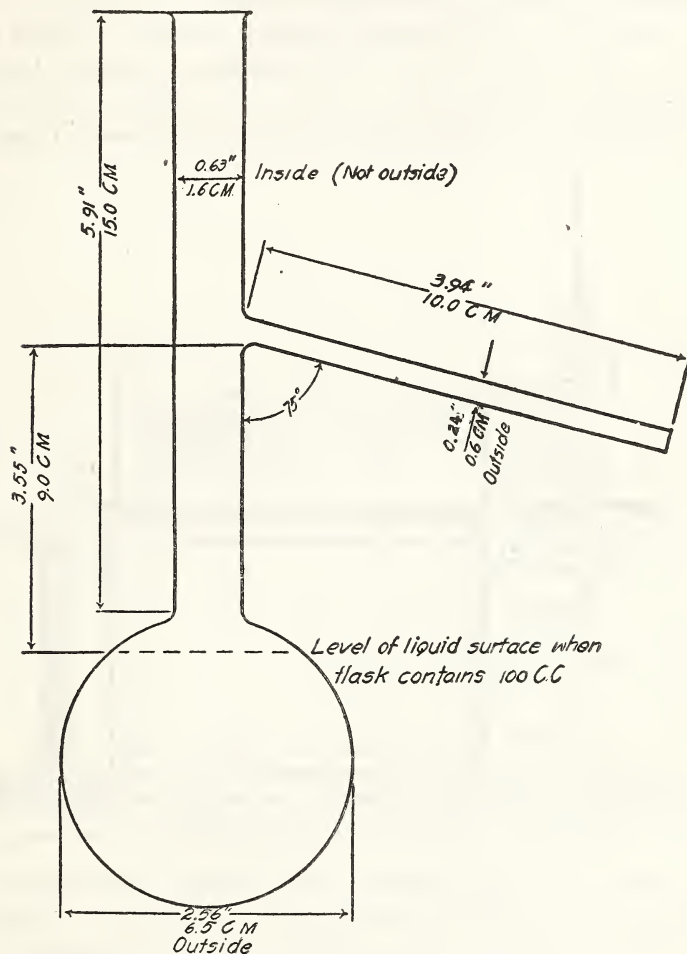 5.91"
15.0 CM
0.63"
1.6 CM.
Inside (Not outside)
3.94"
10.0 CM
75°
0.24"
0.6 CM
Outside
3.55"
9.0 CM
Level of liquid surface when
flask contains 100 C.C
2.56"
6.5 CM
Outside